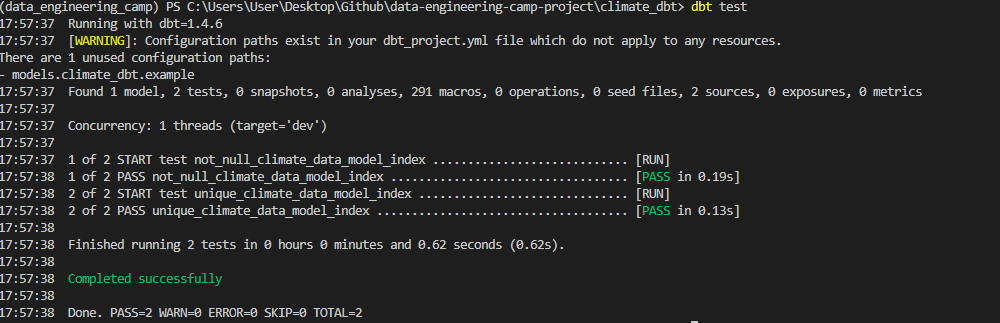 (data_engineering_camp) PS C:\Users\User\Desktop\Github\data-engineering-camp-project\climate_dbt> dbt test
17:57:37  Running with dbt=1.4.6
17:57:37  [WARNING]: Configuration paths exist in your dbt_project.yml file which do not apply to any resources.
There are 1 unused configuration paths:
- models.climate_dbt.example
17:57:37  Found 1 model, 2 tests, 0 snapshots, 0 analyses, 291 macros, 0 operations, 0 seed files, 2 sources, 0 exposures, 0 metrics
17:57:37
17:57:37  Concurrency: 1 threads (target='dev')
17:57:37
17:57:37  1 of 2 START test not_null_climate_data_model_index ............................ [RUN]
17:57:38  1 of 2 PASS not_null_climate_data_model_index .................................. [PASS in 0.19s]
17:57:38  2 of 2 START test unique_climate_data_model_index .............................. [RUN]
17:57:38  2 of 2 PASS unique_climate_data_model_index .................................... [PASS in 0.13s]
17:57:38
17:57:38  Finished running 2 tests in 0 hours 0 minutes and 0.62 seconds (0.62s).
17:57:38
17:57:38  Completed successfully
17:57:38
17:57:38  Done. PASS=2 WARN=0 ERROR=0 SKIP=0 TOTAL=2